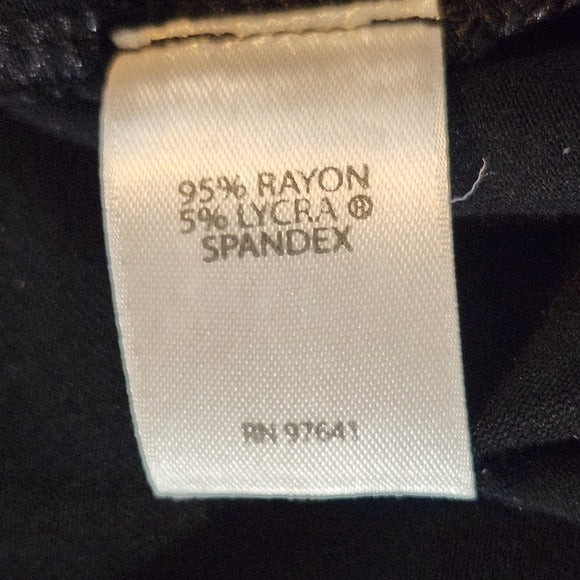 95% RAYON
5% LYCRA ®
SPANDEX
RN 97641